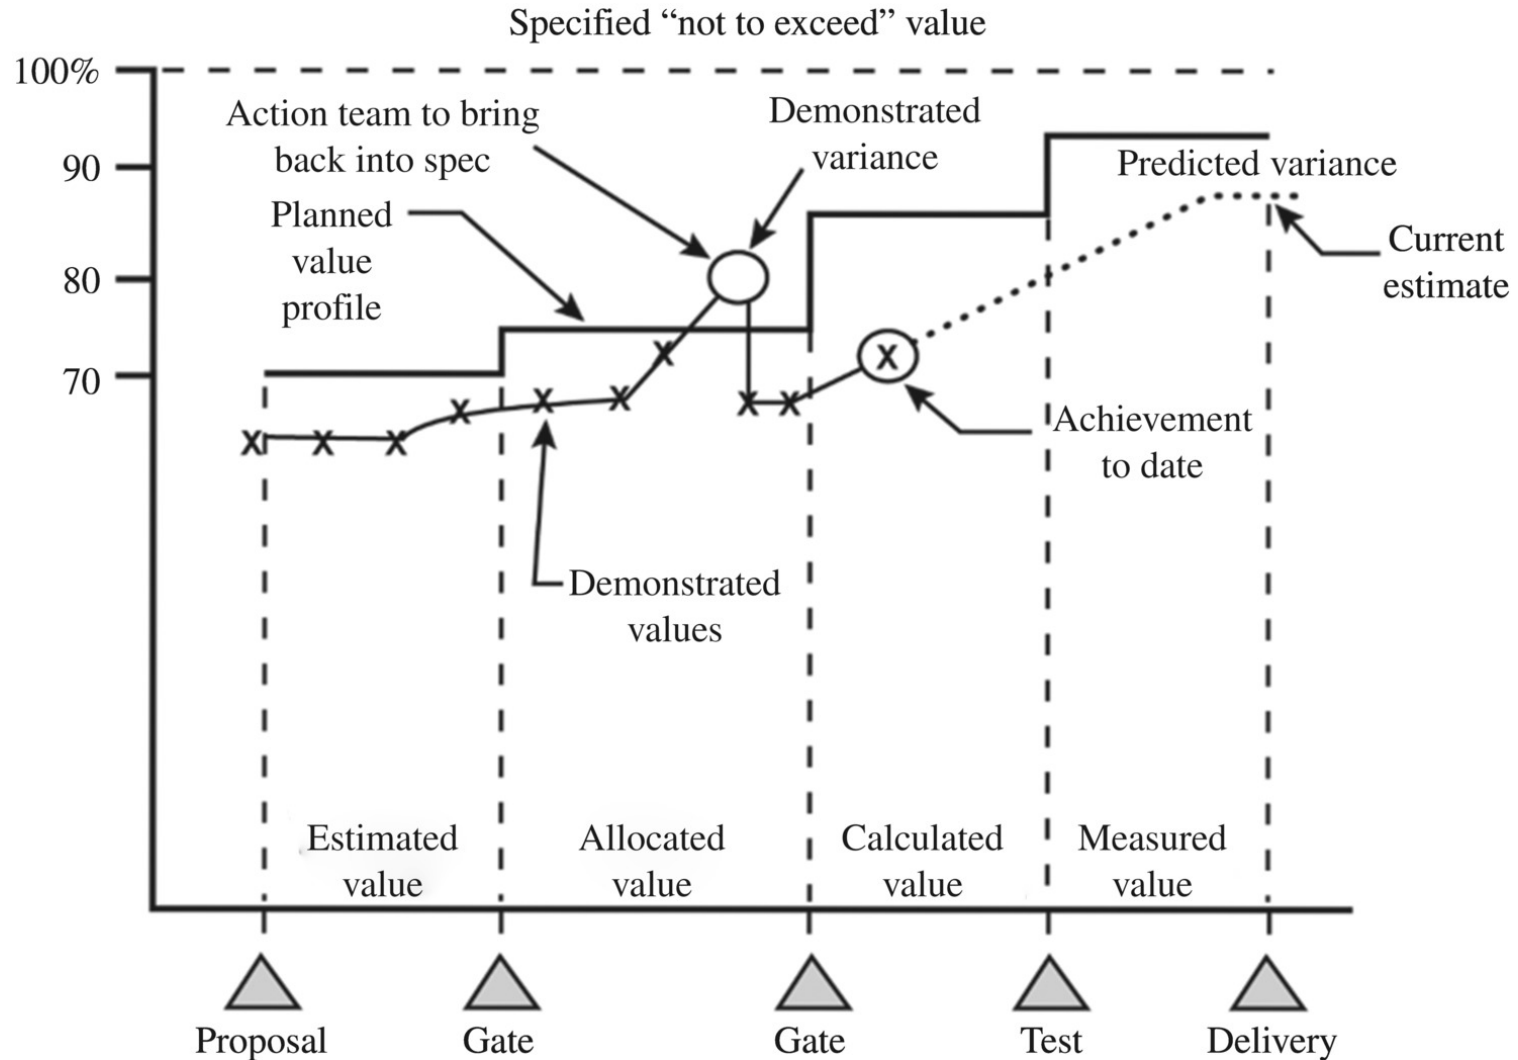 Specified “not to exceed” value
100%
90
80
70
Action team to bring
back into spec
Demonstrated
variance
Planned
value
profile
Predicted variance
Current
estimate
X
X
X
X
X
X
X
X
X
X
Achievement
to date
Demonstrated
values
Estimated
value
Allocated
value
Calculated
value
Measured
value
Proposal
Gate
Gate
Test
Delivery